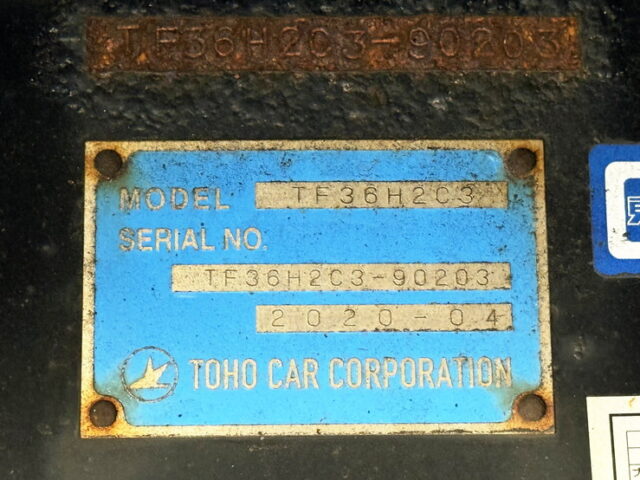 TF36H2C3-90203
MODEL TF36H2C3
SERIAL NO.
TF36H2C3-90203
2020-04
TOHO CAR CORPORATION